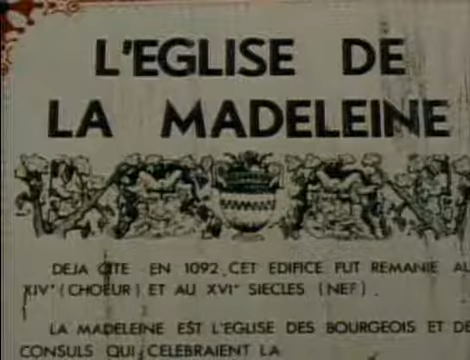 L'EGLISE DE
LA MADELEINE
DEJA CITE EN 1092, CET EDIFICE FUT REMANIE AU
XIV° (CHOEUR) ET AU XVI° SIECLES (NEF).
LA MADELEINE EST L'EGLISE DES BOURGEOIS ET DE
CONSULS QUI CELEBRAIENT LA